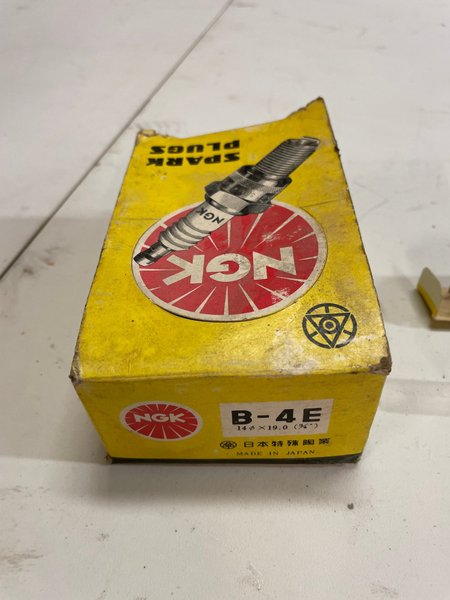 SPARK
PLUGS
NGK
NGK
NGK
B-4E
14φ×19.0 (¾")
日本特殊陶業
MADE IN JAPAN